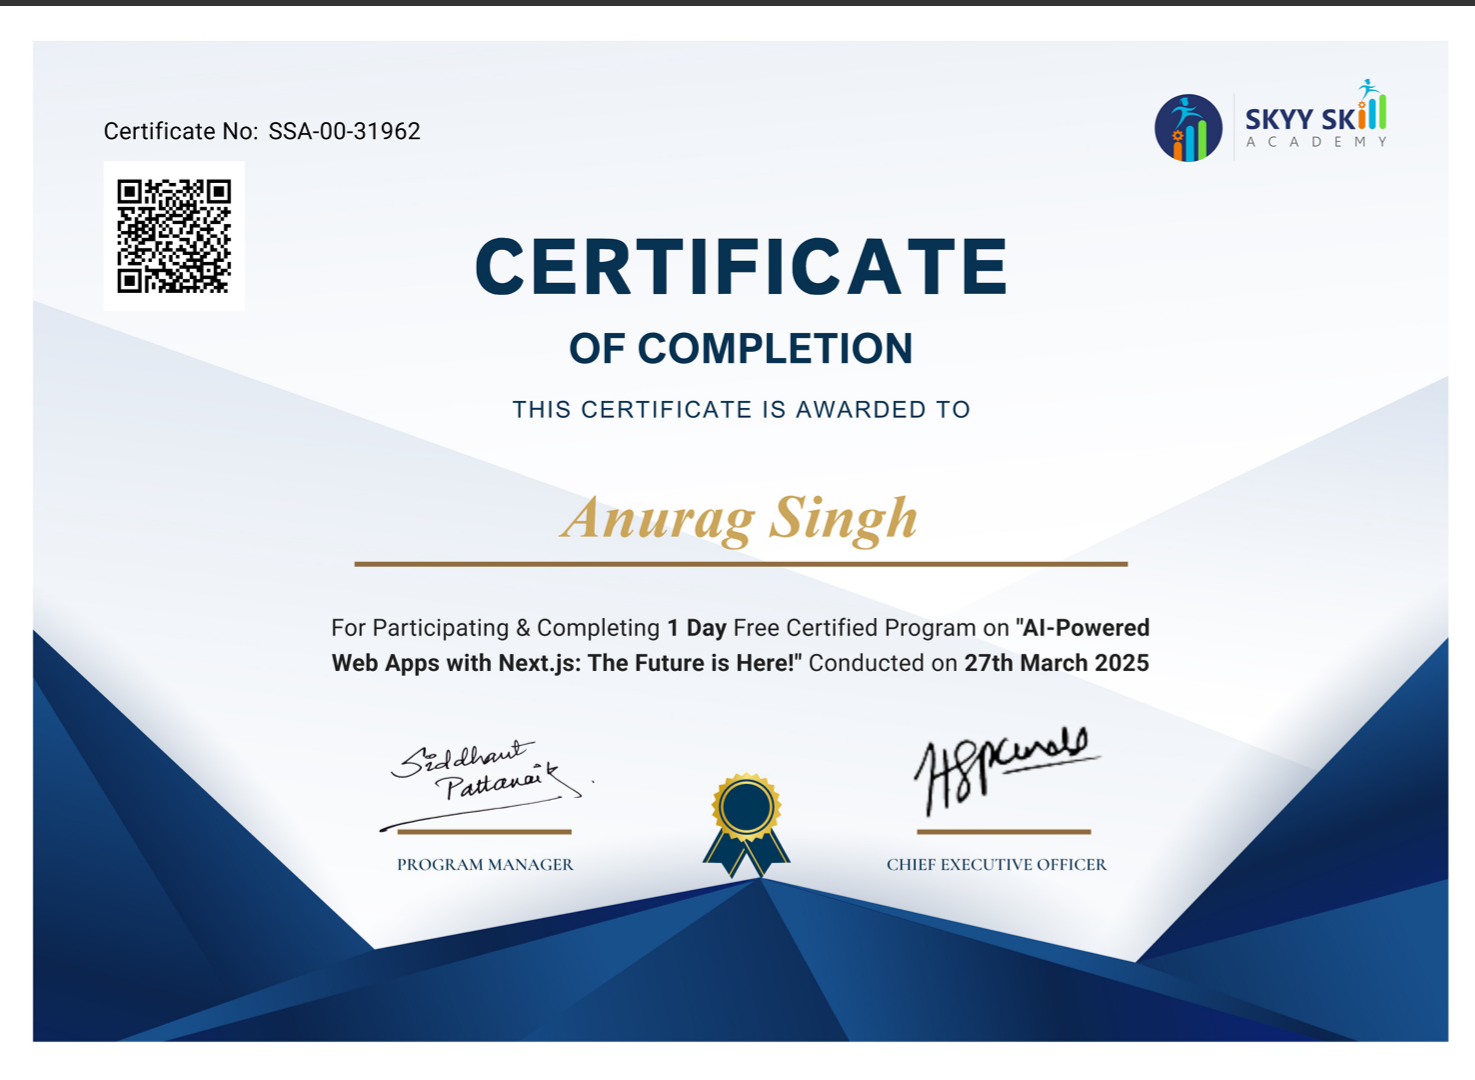 Certificate No: SSA-00-31962
SKYY SKill
ACADEMY
CERTIFICATE
OF COMPLETION
THIS CERTIFICATE IS AWARDED TO
Anurag Singh
For Participating & Completing 1 Day Free Certified Program on "AI-Powered
Web Apps with Next.js: The Future is Here!" Conducted on 27th March 2025
Siddhant
Pattanaik
PROGRAM MANAGER
CHIEF EXECUTIVE OFFICER